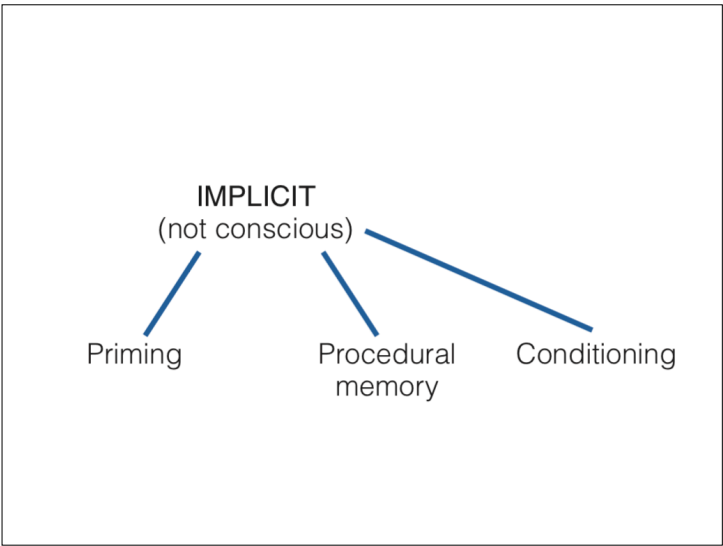 IMPLICIT
(not conscious)
Priming
Procedural
memory
Conditioning